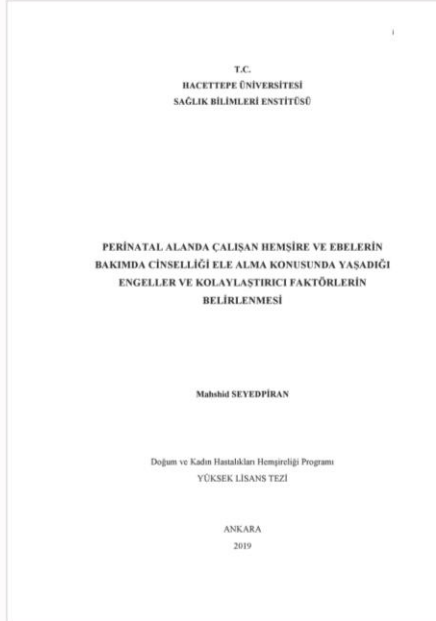 i
T.C.
HACETTEPE ÜNİVERSİTESİ
SAĞLIK BİLİMLERİ ENSTİTÜSÜ
PERİNATAL ALANDA ÇALIŞAN HEMŞİRE VE EBELERİN
BAKIMDA CİNSELLİĞİ ELE ALMA KONUSUNDA YAŞADIĞI
ENGELLER VE KOLAYLAŞTIRICI FAKTÖRLERİN
BELİRLENMESİ
Mahshid SEYEDPİRAN
Doğum ve Kadın Hastalıkları Hemşireliği Programı
YÜKSEK LİSANS TEZİ
ANKARA
2019